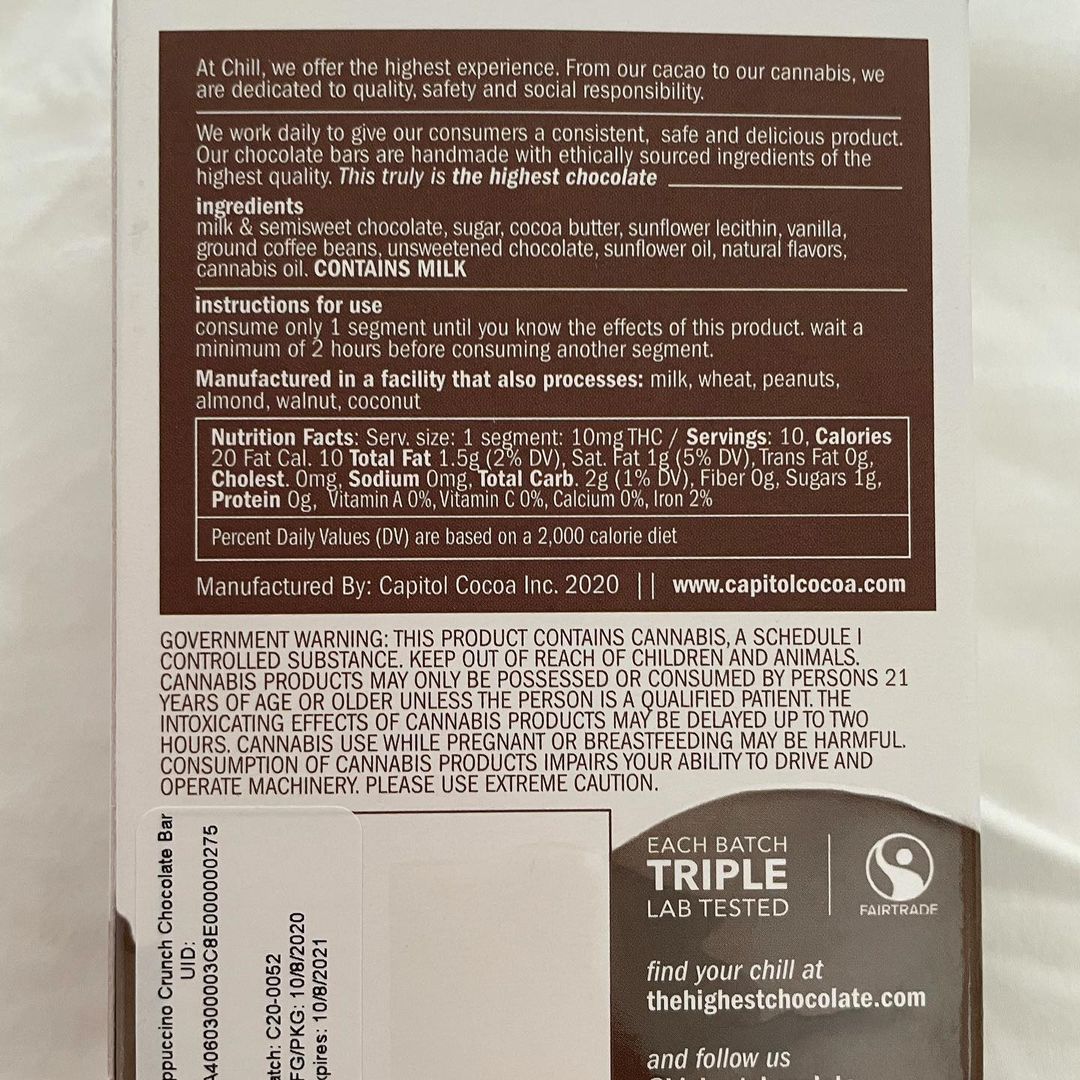 At Chill, we offer the highest experience. From our cacao to our cannabis, we
are dedicated to quality, safety and social responsibility.
We work daily to give our consumers a consistent, safe and delicious product.
Our chocolate bars are handmade with ethically sourced ingredients of the
highest quality. This truly is the highest chocolate
ingredients
milk & semisweet chocolate, sugar, cocoa butter, sunflower lecithin, vanilla,
ground coffee beans, unsweetened chocolate, sunflower oil, natural flavors,
cannabis oil. CONTAINS MILK
instructions for use
consume only 1 segment until you know the effects of this product. wait a
minimum of 2 hours before consuming another segment.
Manufactured in a facility that also processes: milk, wheat, peanuts,
almond, walnut, coconut
Nutrition Facts: Serv. size: 1 segment: 10mg THC / Servings: 10, Calories
20 Fat Cal. 10 Total Fat 1.5g (2% DV), Sat. Fat 1g (5% DV), Trans Fat 0g,
Cholest. 0mg, Sodium 0mg, Total Carb. 2g (1% DV), Fiber 0g, Sugars 1g,
Protein 0g, Vitamin A 0%, Vitamin C 0%, Calcium 0%, Iron 2%
Percent Daily Values (DV) are based on a 2,000 calorie diet
Manufactured By: Capitol Cocoa Inc. 2020 || www.capitolcocoa.com
GOVERNMENT WARNING: THIS PRODUCT CONTAINS CANNABIS, A SCHEDULE I
CONTROLLED SUBSTANCE. KEEP OUT OF REACH OF CHILDREN AND ANIMALS.
CANNABIS PRODUCTS MAY ONLY BE POSSESSED OR CONSUMED BY PERSONS 21
YEARS OF AGE OR OLDER UNLESS THE PERSON IS A QUALIFIED PATIENT. THE
INTOXICATING EFFECTS OF CANNABIS PRODUCTS MAY BE DELAYED UP TO TWO
HOURS. CANNABIS USE WHILE PREGNANT OR BREASTFEEDING MAY BE HARMFUL.
CONSUMPTION OF CANNABIS PRODUCTS IMPAIRS YOUR ABILITY TO DRIVE AND
OPERATE MACHINERY. PLEASE USE EXTREME CAUTION.
ppuccino Crunch Chocolate Bar
UID:
A4060300003C8E0000000275
atch: C20-0052
FG/PKG: 10/8/2020
xpires: 10/8/2021
EACH BATCH
TRIPLE
LAB TESTED
FAIRTRADE
find your chill at
thehighestchocolate.com
and follow us